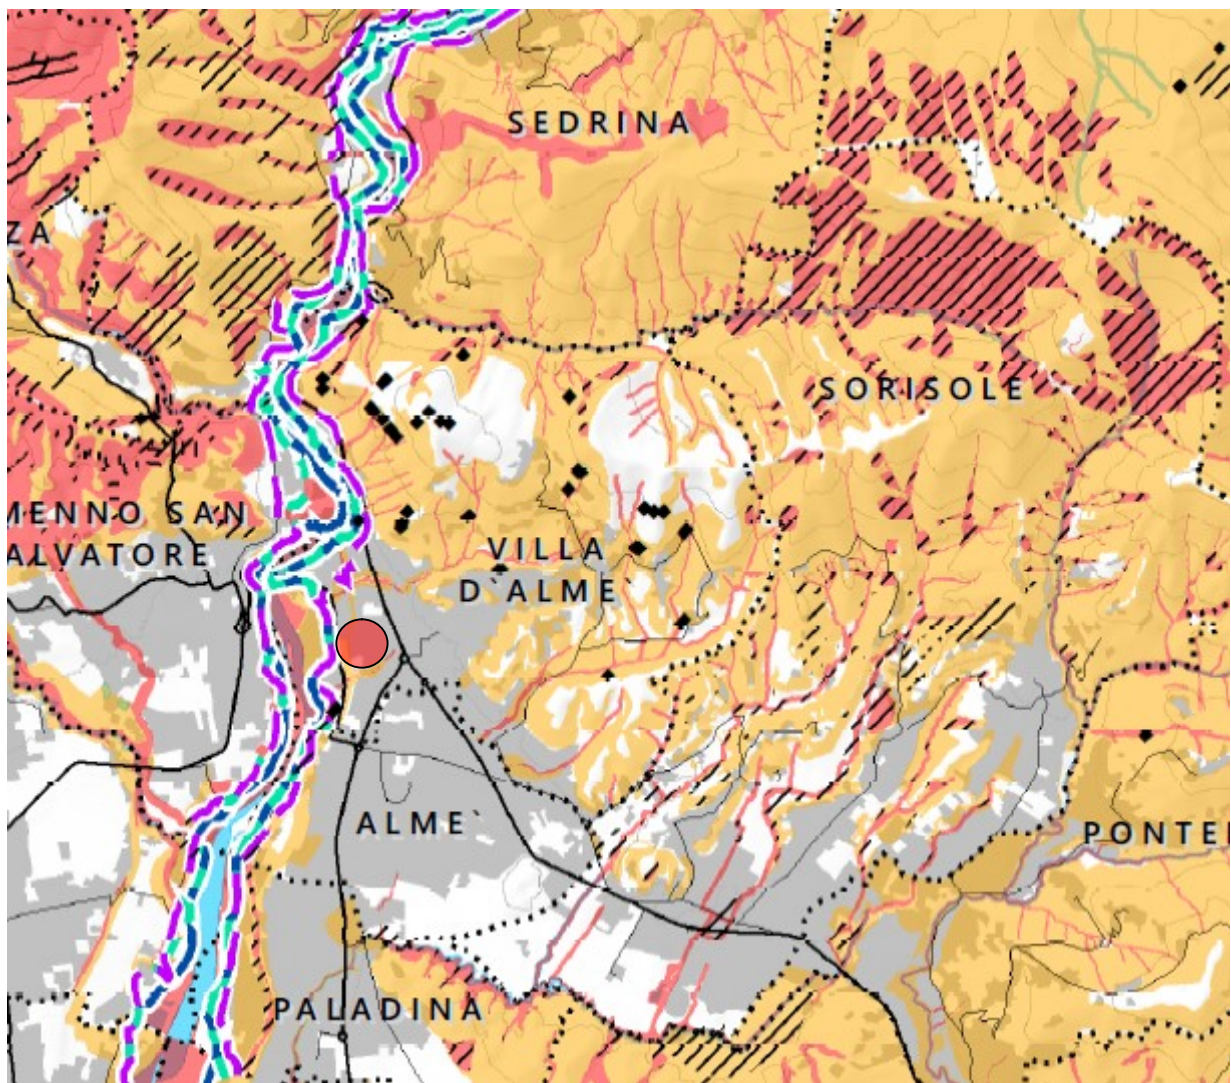 SEDRINA
ZA
SORISOLE
MENNO SAN
ALVATORE
VILLA
D`ALME`
ALME`
PONTE
PALADINA